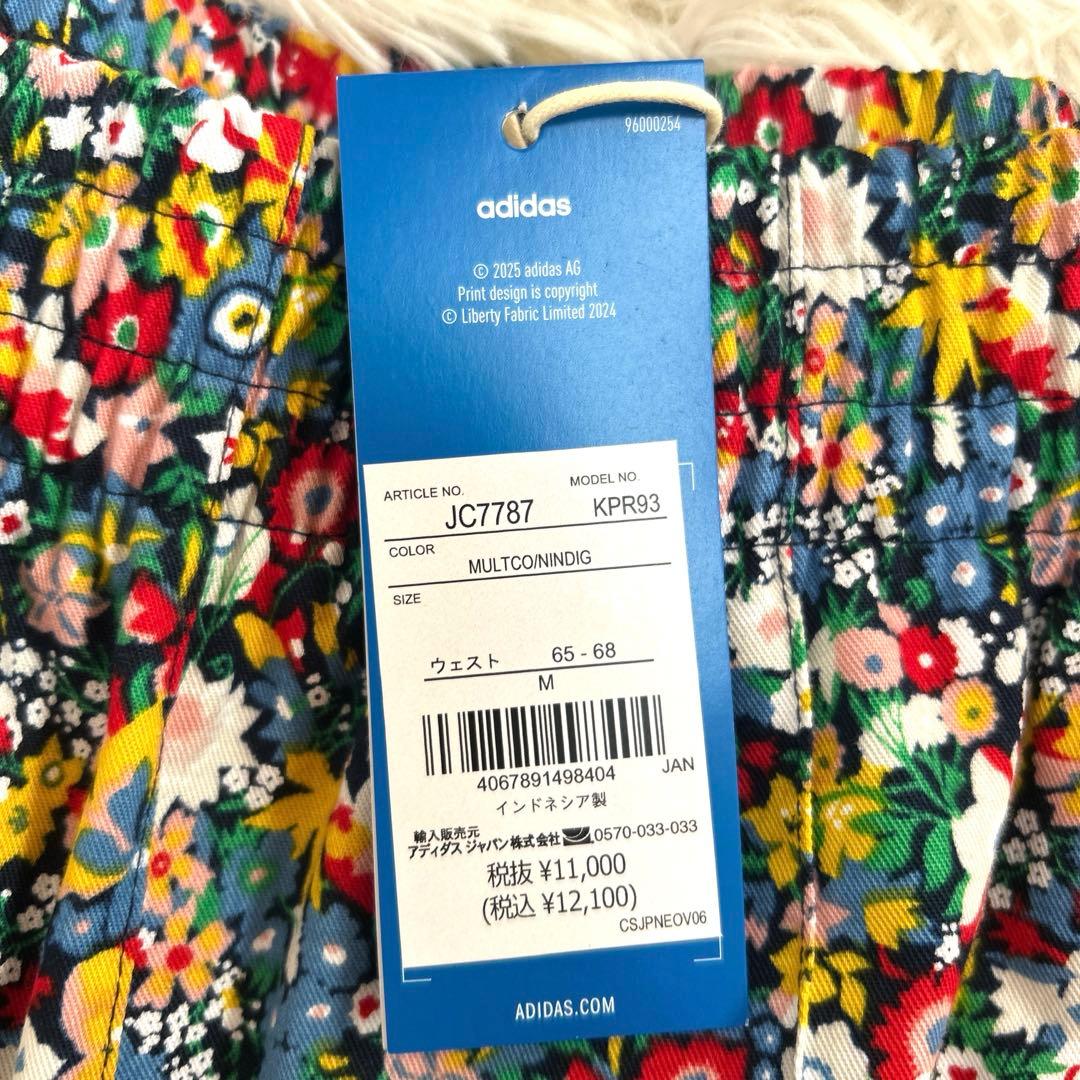 96000254
adidas
© 2025 adidas AG
Print design is copyright
© Liberty Fabric Limited 2024
ARTICLE NO. MODEL NO.
JC7787 KPR93
COLOR
MULTCO/NINDIG
SIZE
ウェスト 65 - 68
M
4067891498404 JAN
インドネシア製
輸入販売元
アディダス ジャパン株式会社 0570-033-033
税抜 ¥11,000
(税込 ¥12,100)
CSJPNEOV06
ADIDAS.COM